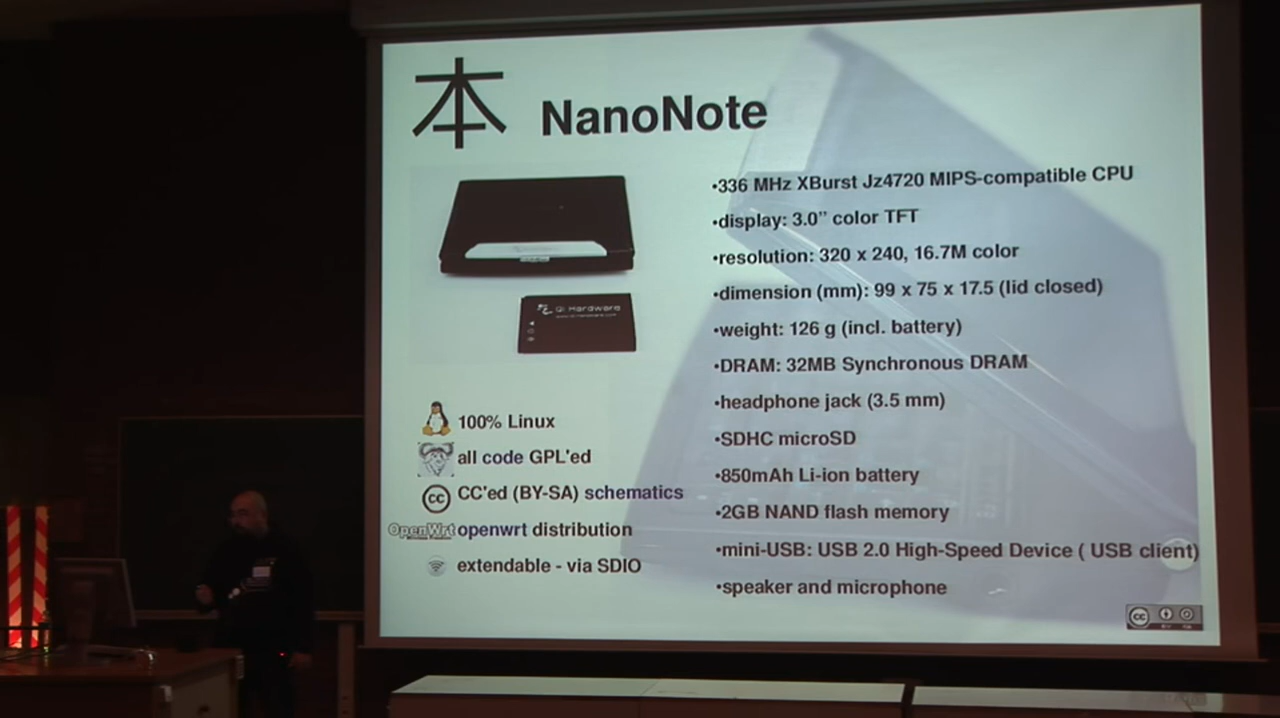 本 NanoNote
•336 MHz XBurst Jz4720 MIPS-compatible CPU
•display: 3.0” color TFT
•resolution: 320 x 240, 16.7M color
•dimension (mm): 99 x 75 x 17.5 (lid closed)
•weight: 126 g (incl. battery)
•DRAM: 32MB Synchronous DRAM
•headphone jack (3.5 mm)
•SDHC microSD
•850mAh Li-ion battery
•2GB NAND flash memory
•mini-USB: USB 2.0 High-Speed Device ( USB client)
•speaker and microphone
Qi Hardware
100% Linux
all code GPL'ed
cc CC'ed (BY-SA) schematics
OpenWrt openwrt distribution
extendable - via SDIO
cc